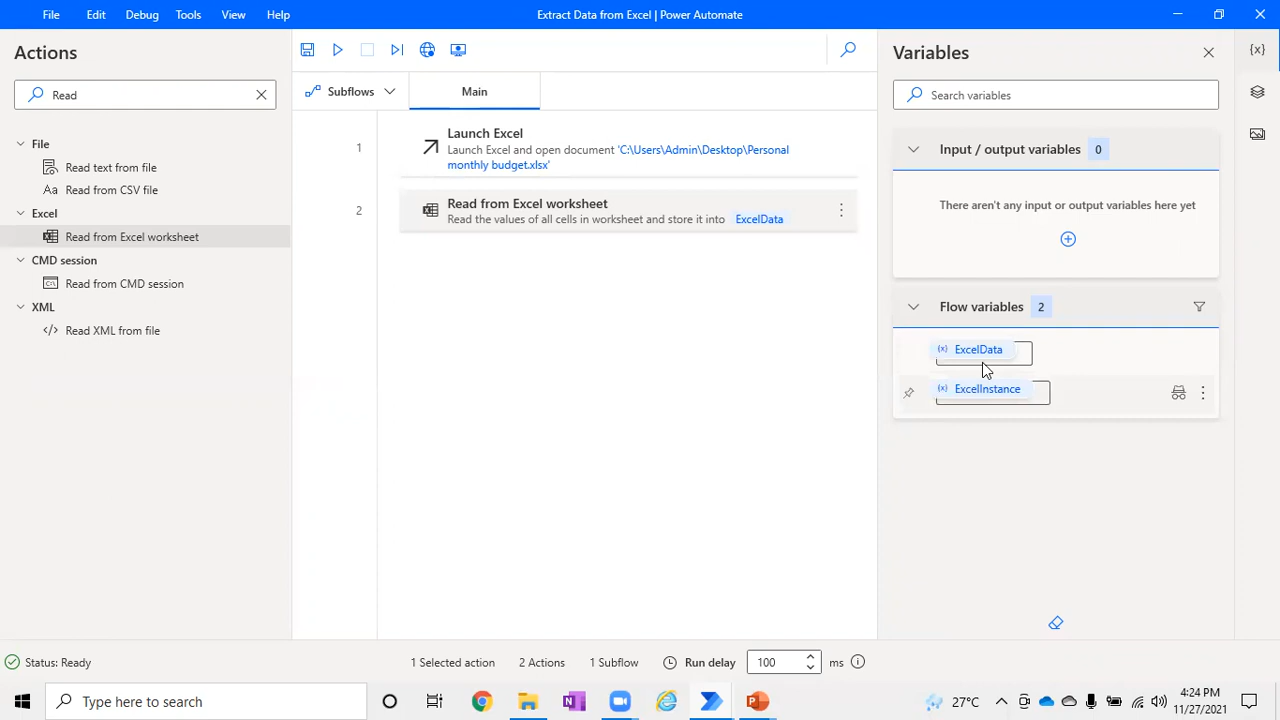 File Edit Debug Tools View Help Extract Data from Excel | Power Automate
Actions
Read
File
Read text from file
Aa Read from CSV file
Excel
Read from Excel worksheet
CMD session
Read from CMD session
XML
Read XML from file
Subflows Main
1
Launch Excel
Launch Excel and open document 'C:\Users\Admin\Desktop\Personal
monthly budget.xlsx'
2
Read from Excel worksheet
Read the values of all cells in worksheet and store it into ExcelData
Variables
{x}
Search variables
Input / output variables 0
There aren't any input or output variables here yet
Flow variables 2
(x) ExcelData
(x) ExcelInstance
Status: Ready 1 Selected action 2 Actions 1 Subflow Run delay 100 ms
Type here to search
27°C
4:24 PM
11/27/2021